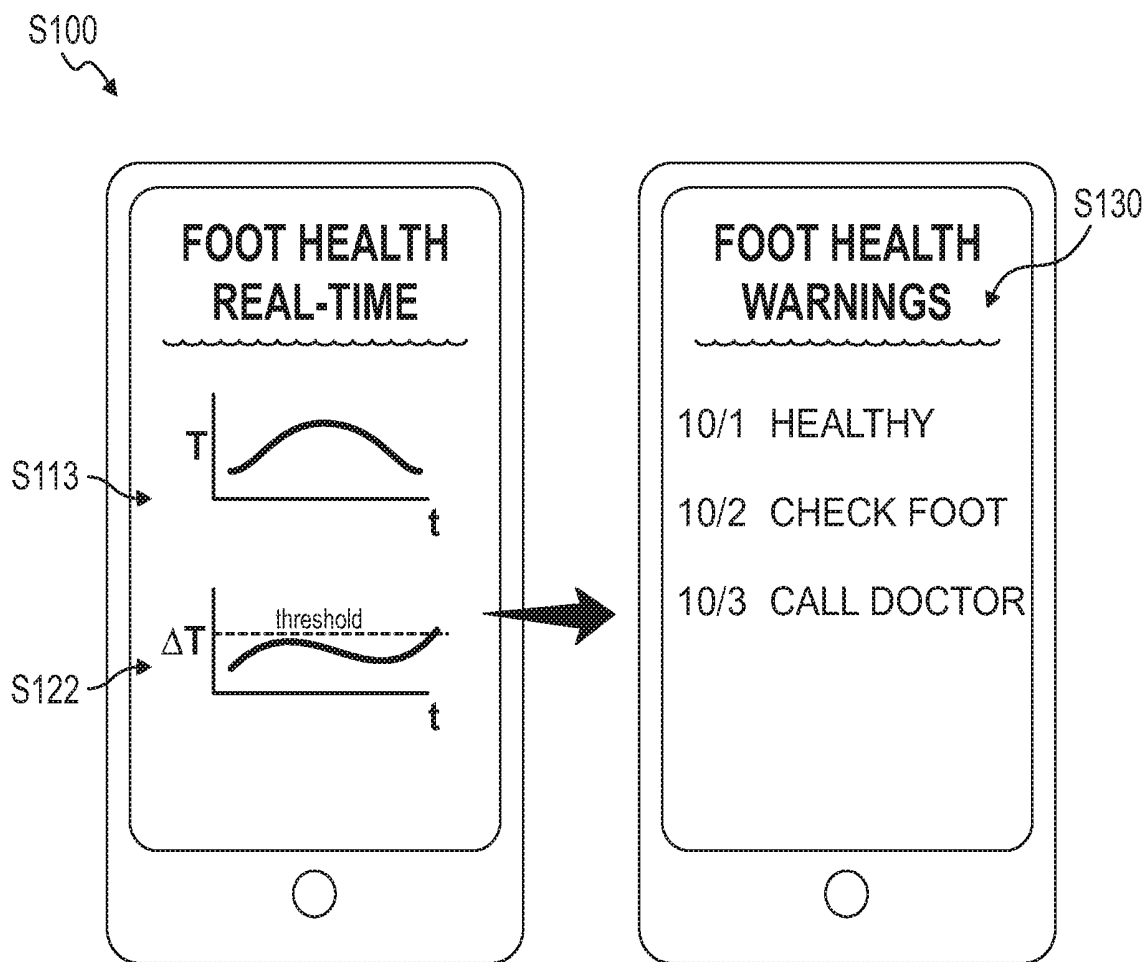 S100
FOOT HEALTH
REAL-TIME
T
t
S113
threshold
ΔT
t
S122
FOOT HEALTH
WARNINGS
S130
10/1 HEALTHY
10/2 CHECK FOOT
10/3 CALL DOCTOR